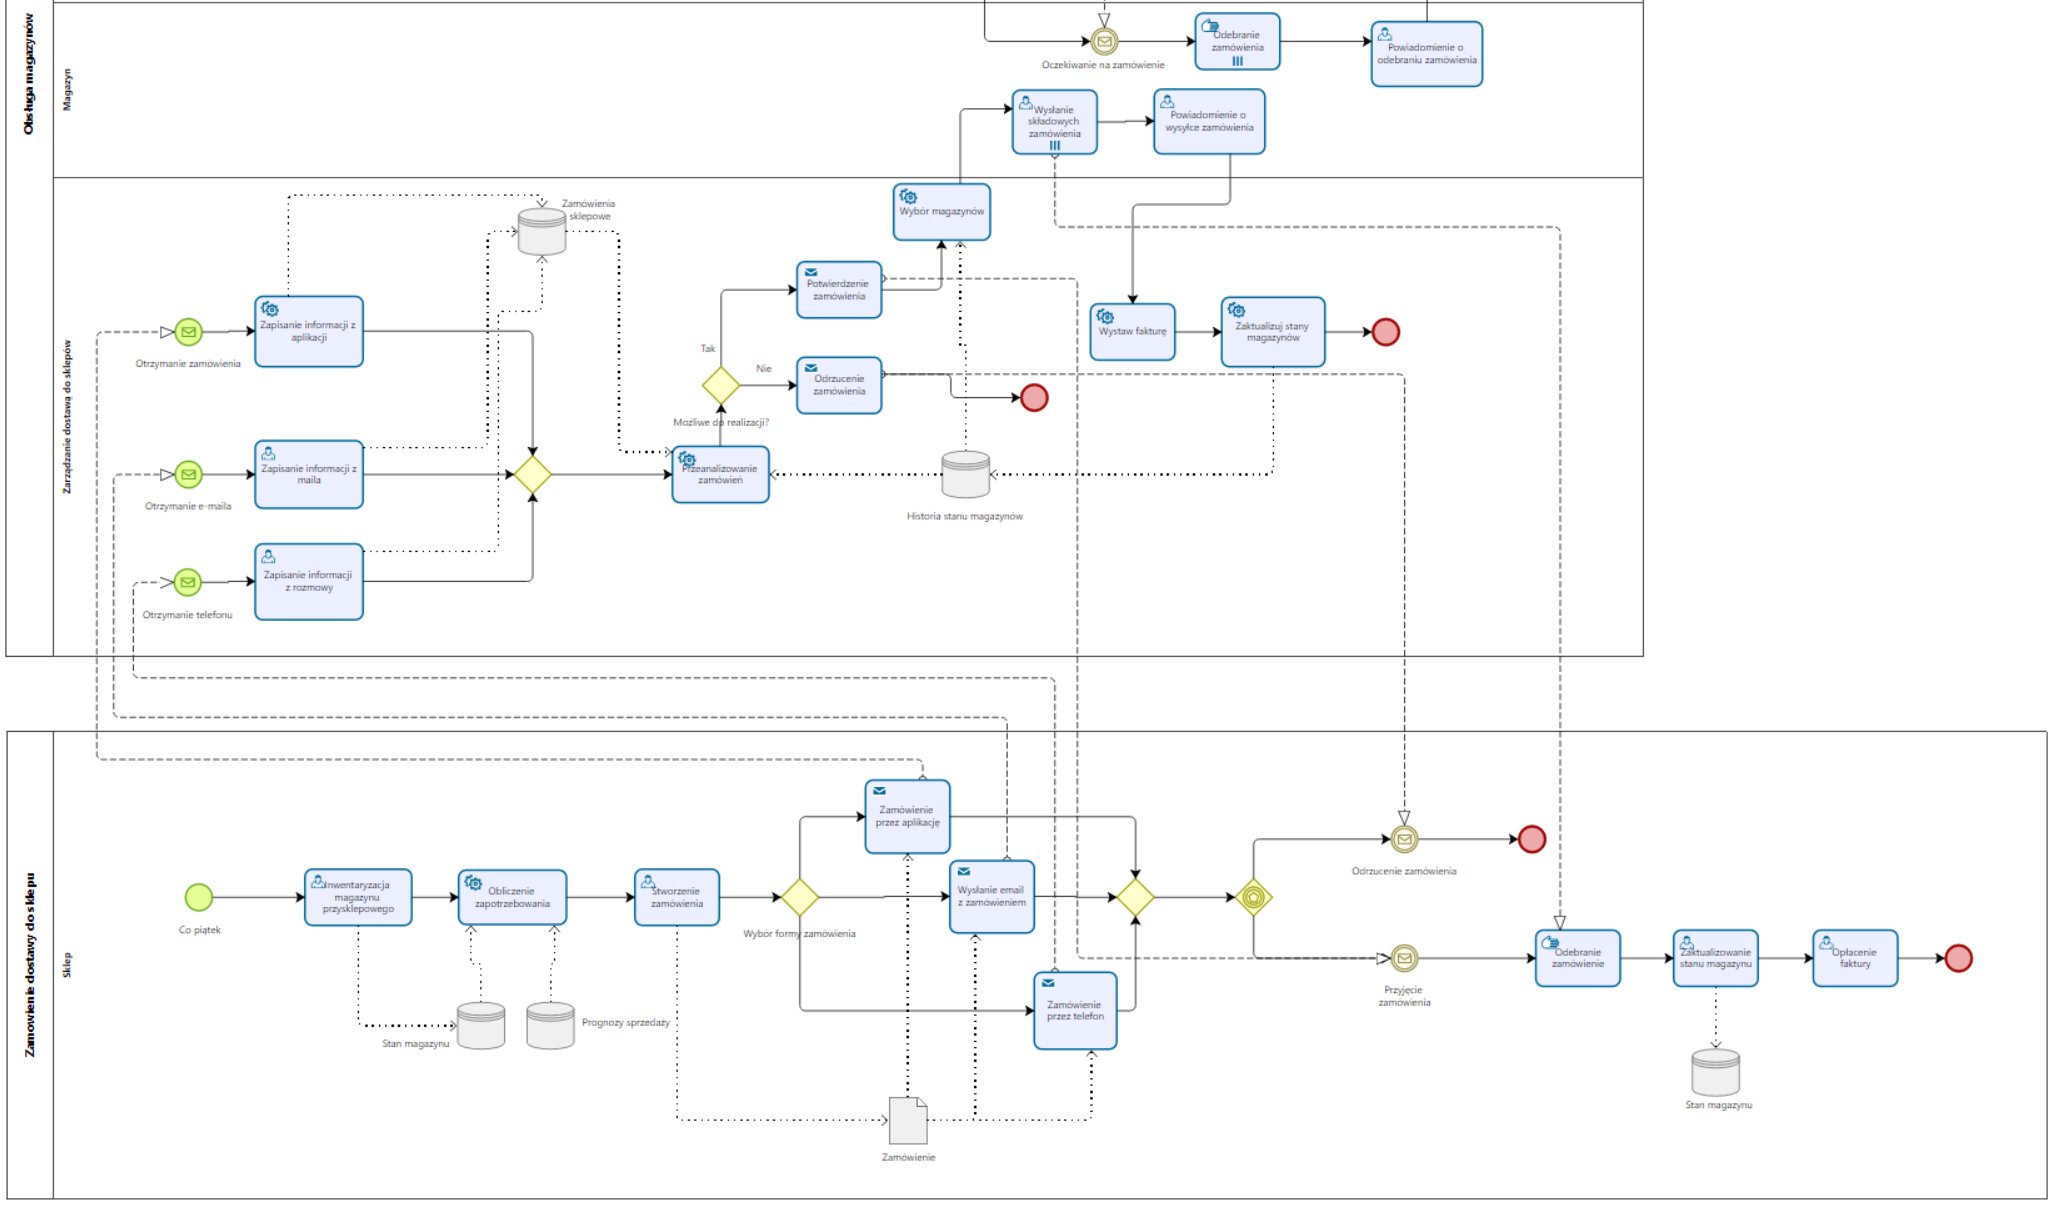 Obsługa magazynów
Magazyn
Oczekiwanie na zamówienie
Odebranie
zamówienia
Powiadomienie o
odebraniu zamówienia
Wysłanie
składowych
zamówienia
Powiadomienie o
wysyłce zamówienia
Zarządzanie dostawą do sklepów
Zamówienia
sklepowe
Wybór magazynów
Potwierdzenie
zamówienia
Zapisanie informacji z
aplikacji
Otrzymanie zamówienia
Wystaw fakturę
Zaktualizuj stany
magazynów
Tak
Nie
Odrzucenie
zamówienia
Możliwe do realizacji?
Zapisanie informacji z
maila
Otrzymanie e-maila
Przeanalizowanie
zamówień
Historia stanu magazynów
Zapisanie informacji
z rozmowy
Otrzymanie telefonu
Zamowienie dostawy do sklepu
Sklep
Co piątek
Inwentaryzacja
magazynu
przysklepowego
Obliczenie
zapotrzebowania
Stworzenie
zamówienia
Wybór formy zamówienia
Zamówienie
przez aplikację
Wysłanie email
z zamówieniem
Zamówienie
przez telefon
Odrzucenie zamówienia
Przyjęcie
zamówienia
Odebranie
zamówienie
Zaktualizowanie
stanu magazynu
Opłacenie
faktury
Stan magazynu
Prognozy sprzedaży
Stan magazynu
Zamówienie